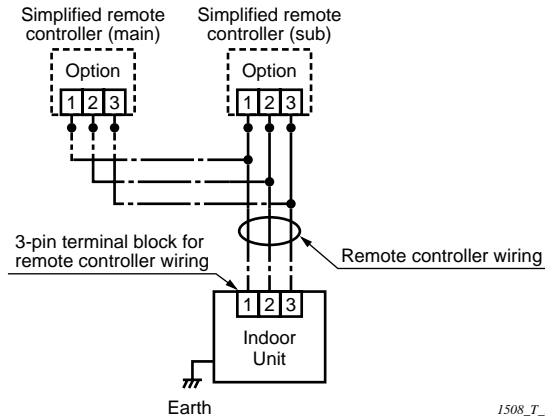 Simplified remote
controller (main)
Simplified remote
controller (sub)
Option
Option
1 2 3
1 2 3
3-pin terminal block for
remote controller wiring
Remote controller wiring
1 2 3
Indoor
Unit
Earth
1508_T_